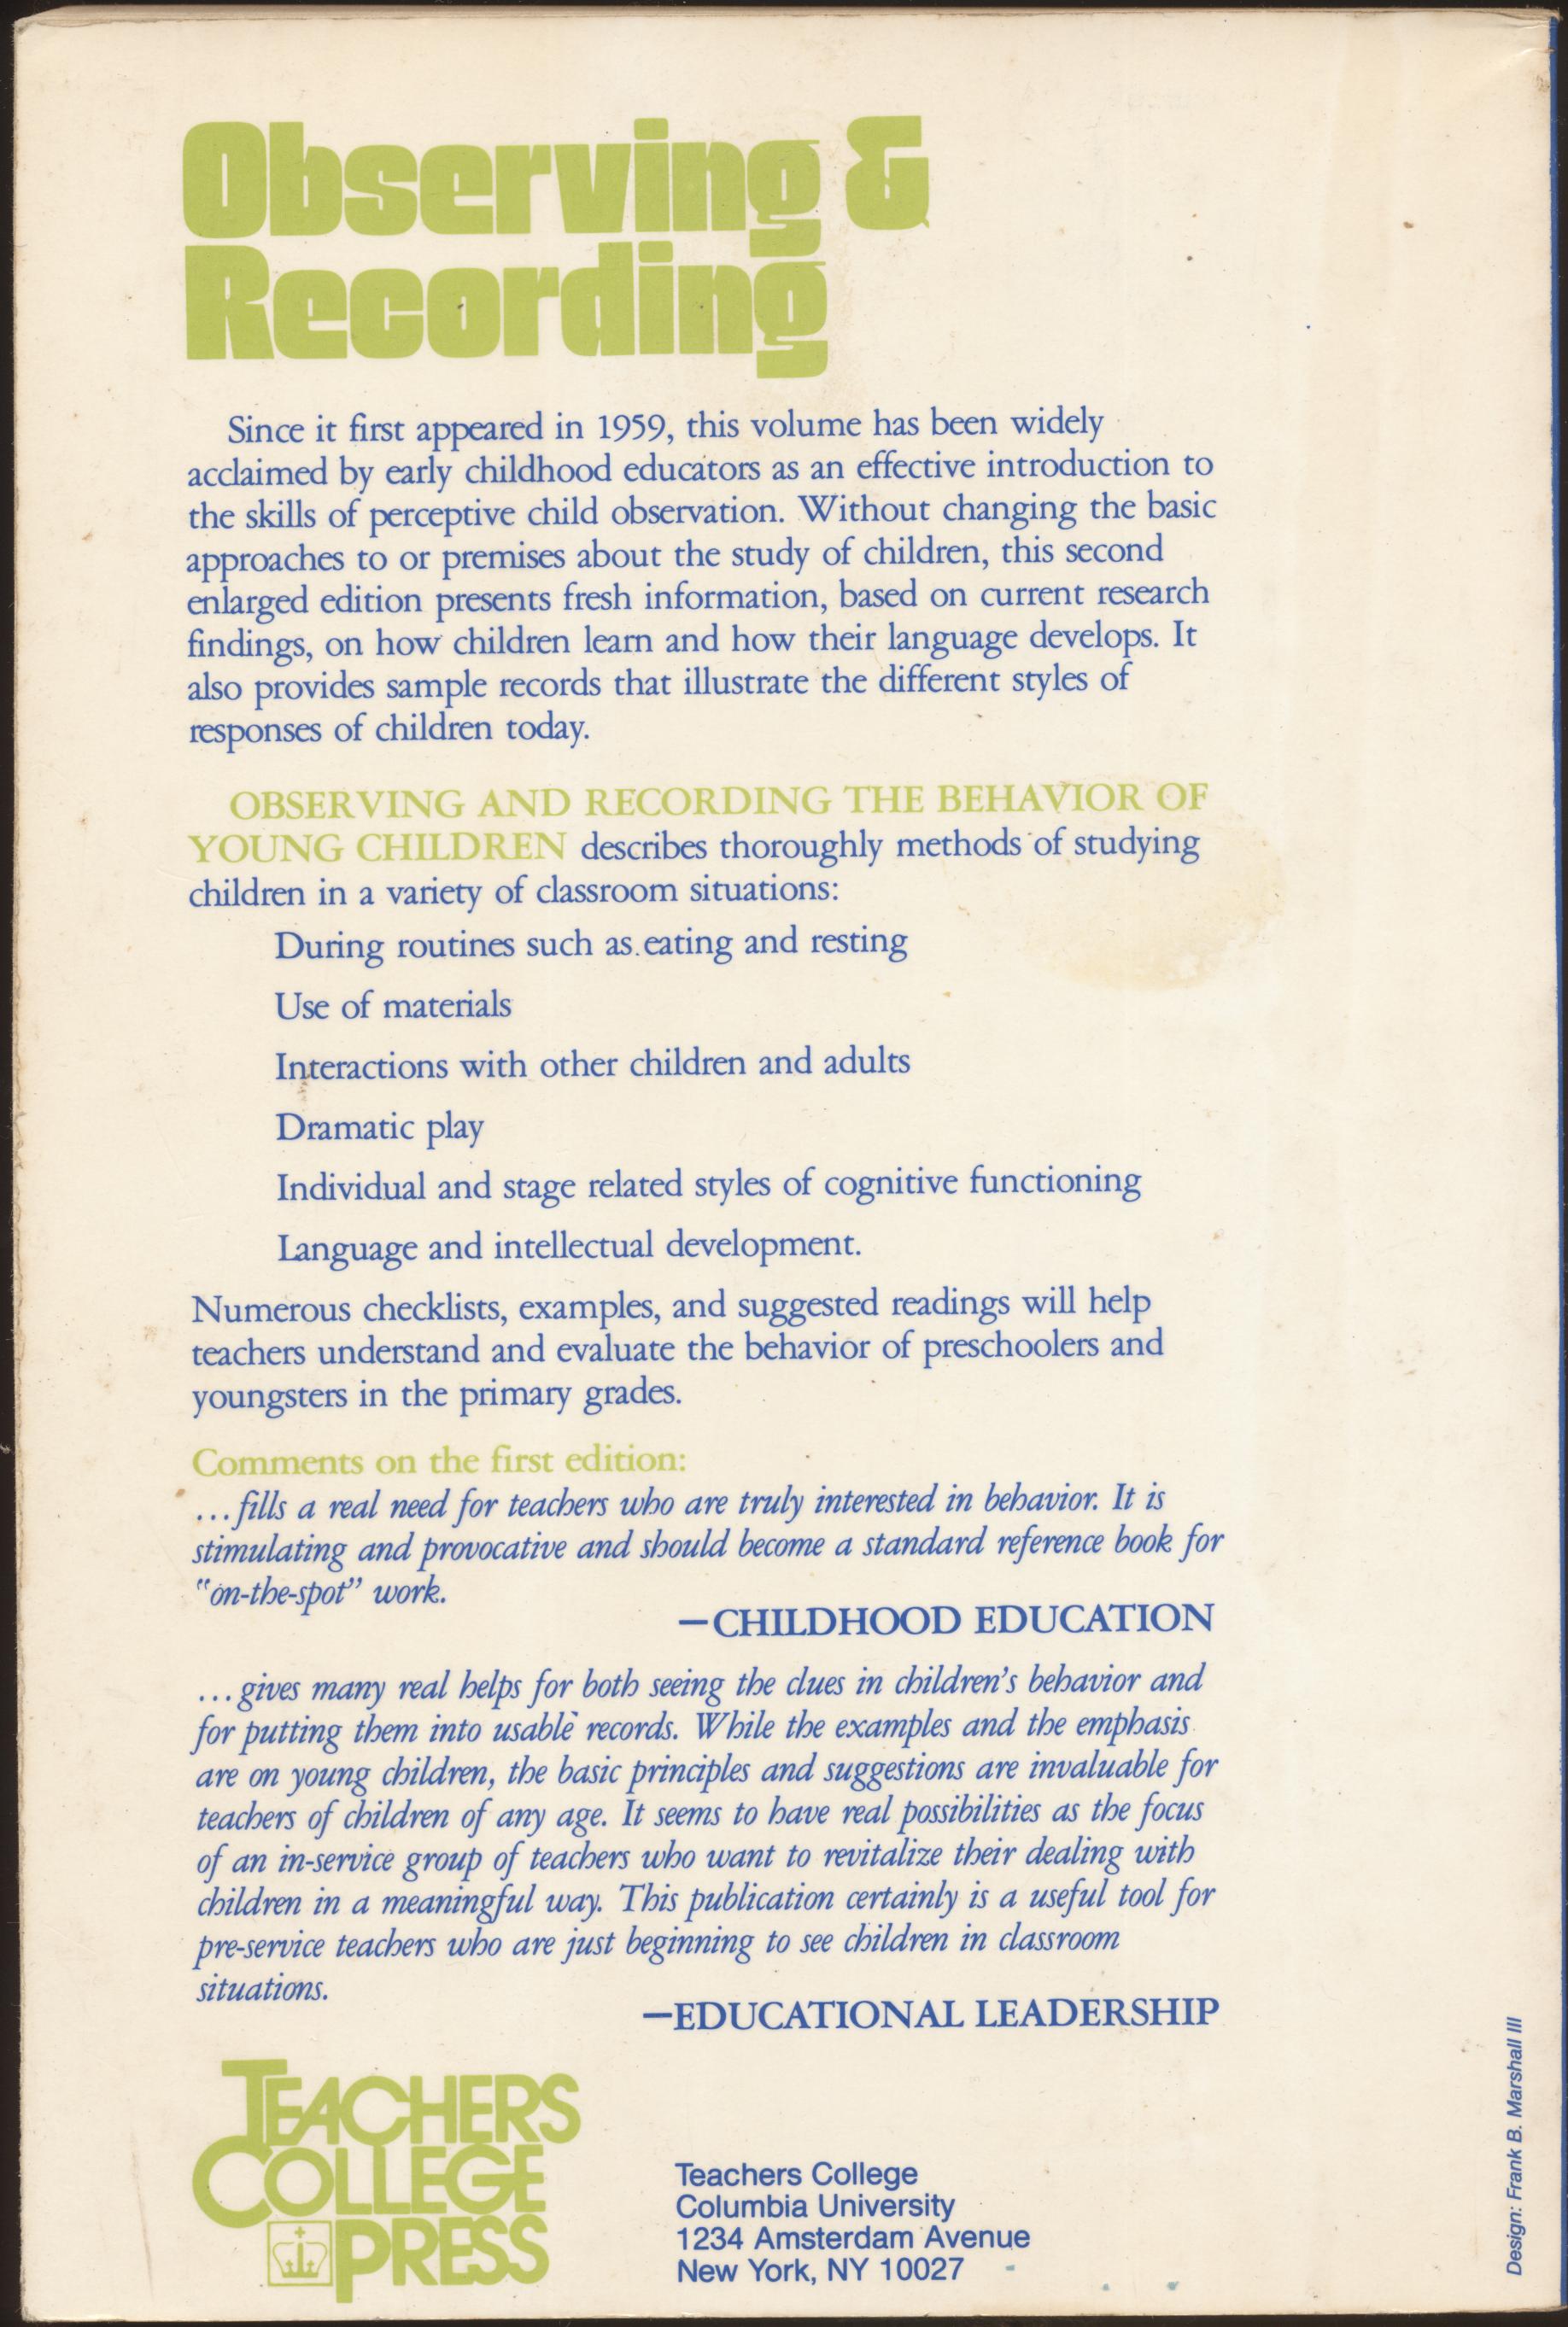 Observing &
Recording
Since it first appeared in 1959, this volume has been widely
acclaimed by early childhood educators as an effective introduction to
the skills of perceptive child observation. Without changing the basic
approaches to or premises about the study of children, this second
enlarged edition presents fresh information, based on current research
findings, on how children learn and how their language develops. It
also provides sample records that illustrate the different styles of
responses of children today.
OBSERVING AND RECORDING THE BEHAVIOR OF
YOUNG CHILDREN describes thoroughly methods of studying
children in a variety of classroom situations:
During routines such as eating and resting
Use of materials
Interactions with other children and adults
Dramatic play
Individual and stage related styles of cognitive functioning
Language and intellectual development.
Numerous checklists, examples, and suggested readings will help
teachers understand and evaluate the behavior of preschoolers and
youngsters in the primary grades.
Comments on the first edition:
...fills a real need for teachers who are truly interested in behavior. It is
stimulating and provocative and should become a standard reference book for
"on-the-spot" work.
—CHILDHOOD EDUCATION
...gives many real helps for both seeing the clues in children's behavior and
for putting them into usable records. While the examples and the emphasis
are on young children, the basic principles and suggestions are invaluable for
teachers of children of any age. It seems to have real possibilities as the focus
of an in-service group of teachers who want to revitalize their dealing with
children in a meaningful way. This publication certainly is a useful tool for
pre-service teachers who are just beginning to see children in classroom
situations.
—EDUCATIONAL LEADERSHIP
TEACHERS
COLLEGE
PRESS
Teachers College
Columbia University
1234 Amsterdam Avenue
New York, NY 10027
Design: Frank B. Marshall III